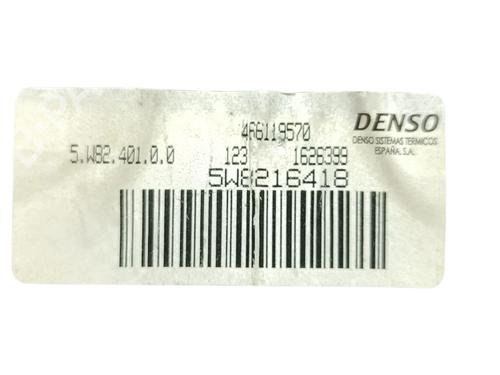 4A6119570
DENSO
DENSO SISTEMAS TERMICOS
ESPAÑA, S.A.
5.W82.401.0.0
123
1626399
5W8216418